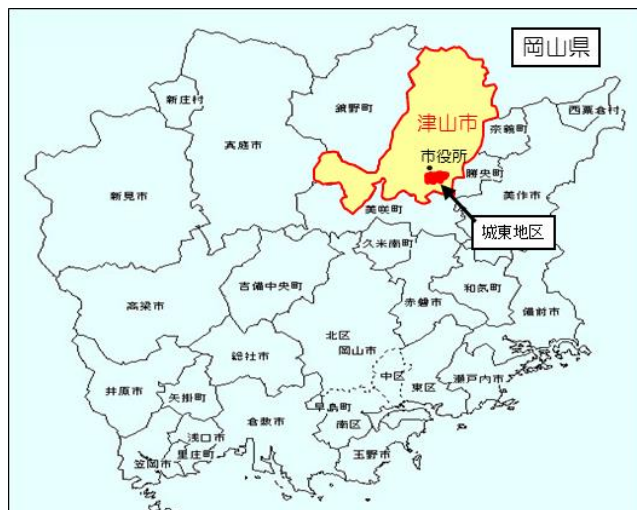 岡山県
新庄村
鏡野町
津山市
奈義町
西粟倉村
真庭市
市役所
勝央町
新見市
美作市
美咲町
城東地区
久米南町
吉備中央町
和気町
高梁市
赤磐市
備前市
北区
岡山市
総社市
中区
東区
瀬戸内市
井原市
矢掛町
早島町
倉敷市
南区
浅口市
里庄町
笠岡市
玉野市